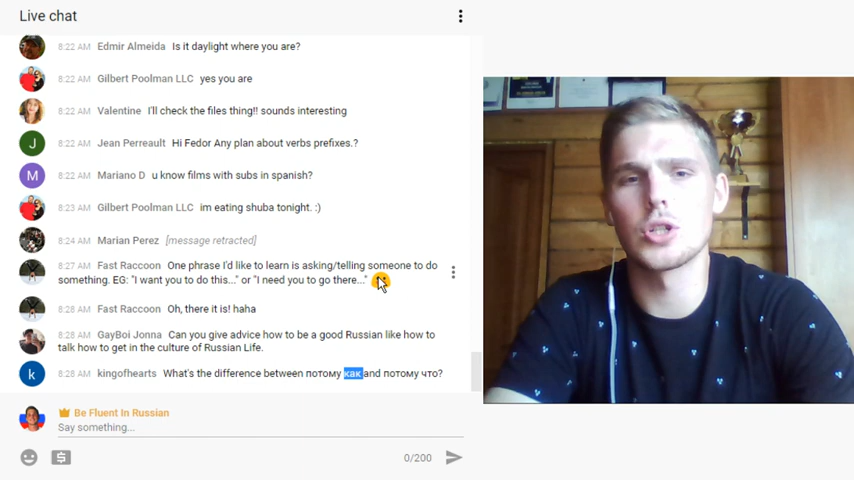 Live chat
8:22 AM Edmir Almeida Is it daylight where you are?
8:22 AM Gilbert Poolman LLC yes you are
8:22 AM Valentine I'll check the files thing!! sounds interesting
J 8:22 AM Jean Perreault Hi Fedor Any plan about verbs prefixes.?
M 8:22 AM Mariano D u know films with subs in spanish?
8:23 AM Gilbert Poolman LLC im eating shuba tonight. :)
8:24 AM Marian Perez [message retracted]
8:27 AM Fast Raccoon One phrase I'd like to learn is asking/telling someone to do
something. EG: "I want you to do this..." or "I need you to go there..."
8:28 AM Fast Raccoon Oh, there it is! haha
8:28 AM GayBoi Jonna Can you give advice how to be a good Russian like how to
talk how to get in the culture of Russian Life.
k 8:28 AM kingofhearts What's the difference between потому как and потому что?
Be Fluent In Russian
Say something...
0/200